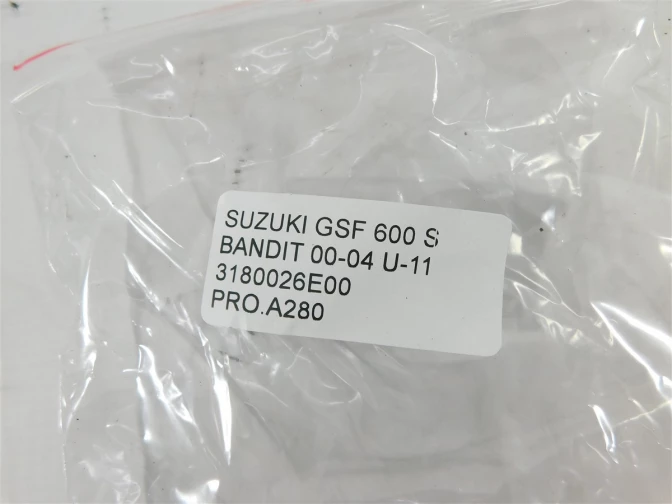 SUZUKI GSF 600 S
BANDIT 00-04 U-11
3180026E00
PRO.A280